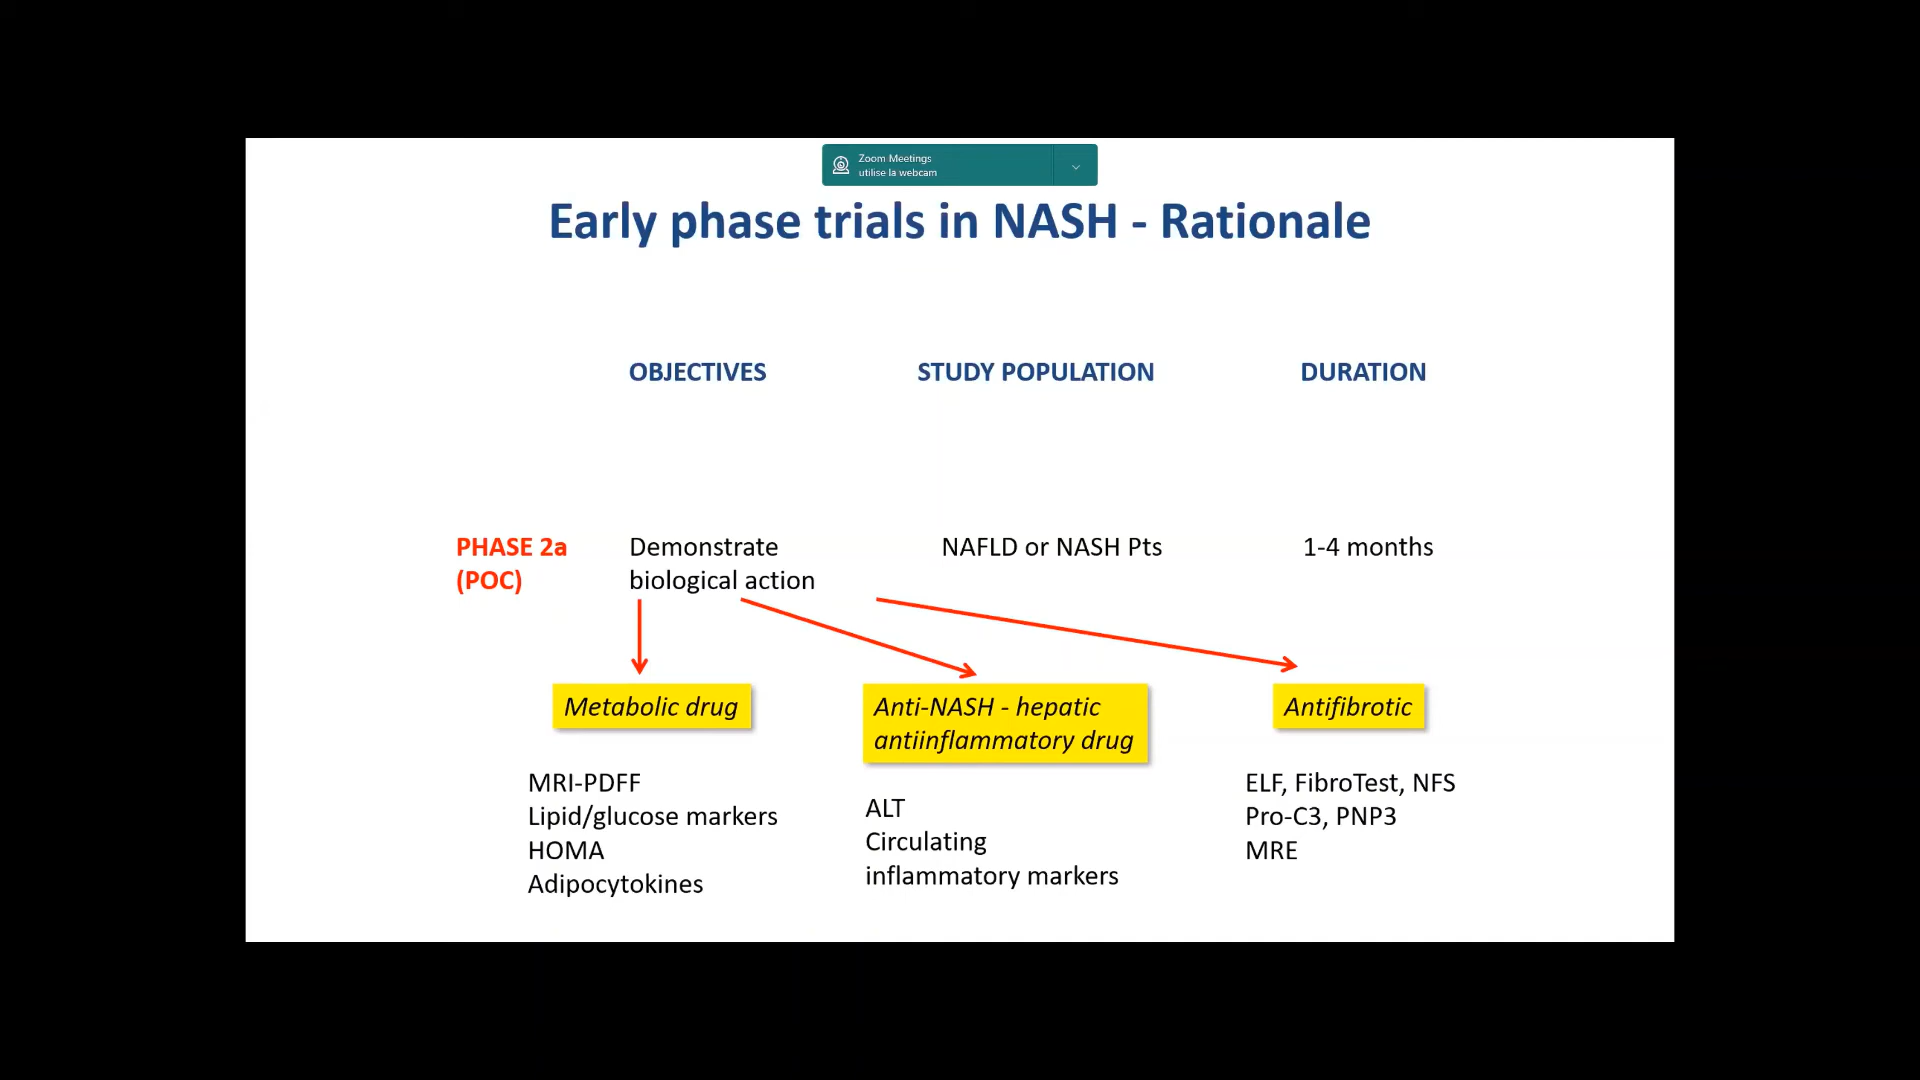 Zoom Meetings
utilise la webcam
Early phase trials in NASH - Rationale
OBJECTIVES
STUDY POPULATION
DURATION
PHASE 2a
(POC)
Demonstrate
biological action
NAFLD or NASH Pts
1-4 months
Metabolic drug
MRI-PDFF
Lipid/glucose markers
HOMA
Adipocytokines
Anti-NASH - hepatic
antiinflammatory drug
ALT
Circulating
inflammatory markers
Antifibrotic
ELF, FibroTest, NFS
Pro-C3, PNP3
MRE